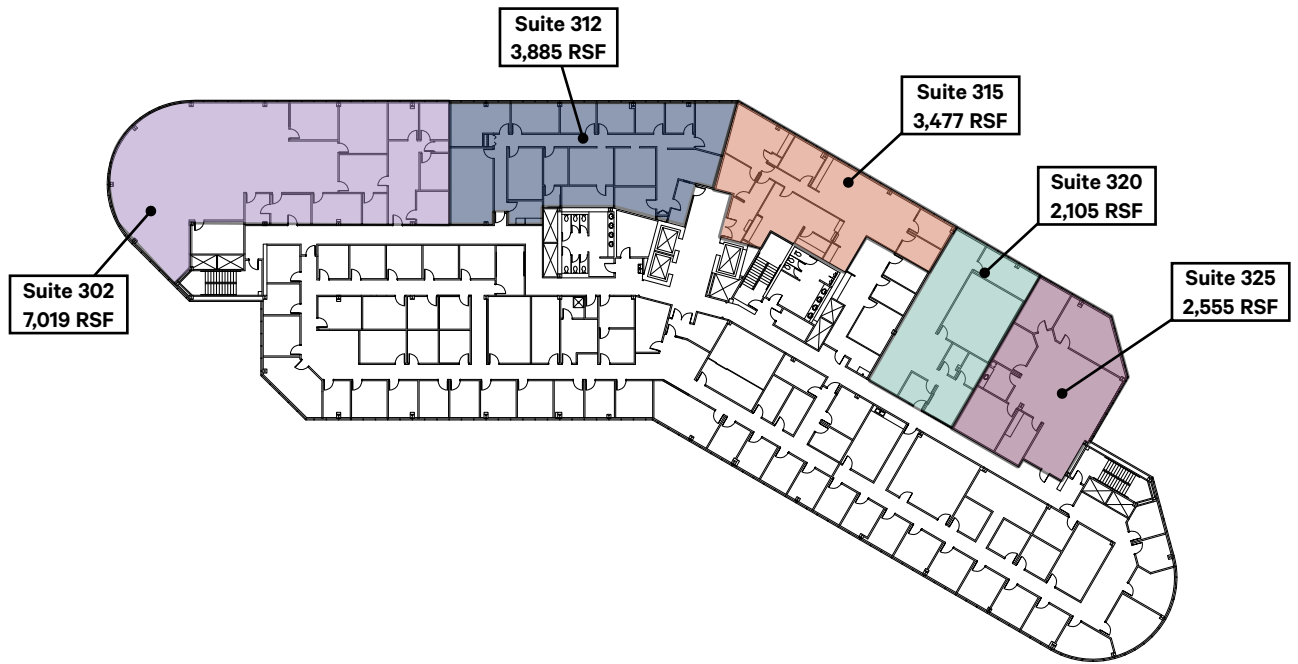 Suite 312
3,885 RSF
Suite 315
3,477 RSF
Suite 320
2,105 RSF
Suite 325
2,555 RSF
Suite 302
7,019 RSF